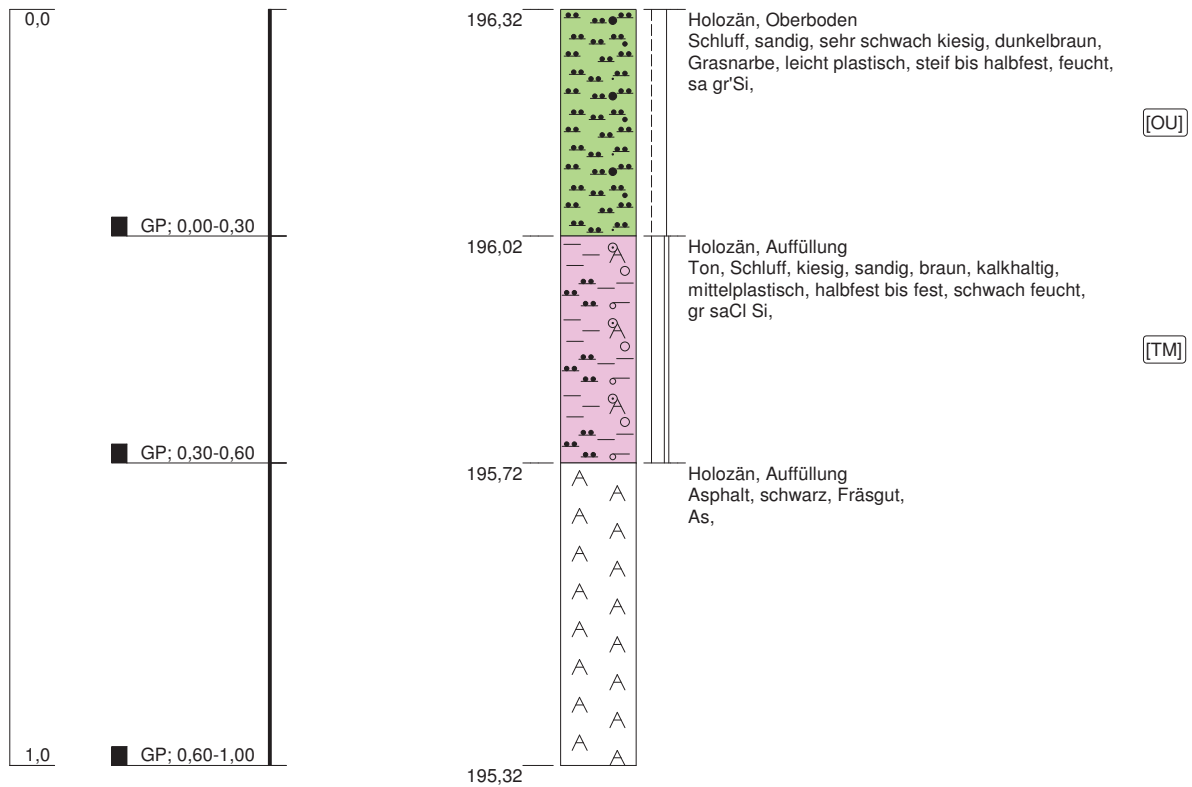 0,0
196,32
Holozän, Oberboden
Schluff, sandig, sehr schwach kiesig, dunkelbraun,
Grasnarbe, leicht plastisch, steif bis halbfest, feucht,
sa gr'Si,
[OU]
GP; 0,00-0,30
196,02
Holozän, Auffüllung
Ton, Schluff, kiesig, sandig, braun, kalkhaltig,
mittelplastisch, halbfest bis fest, schwach feucht,
gr saCl Si,
[TM]
GP; 0,30-0,60
195,72
Holozän, Auffüllung
Asphalt, schwarz, Fräsgut,
As,
1,0
GP; 0,60-1,00
195,32